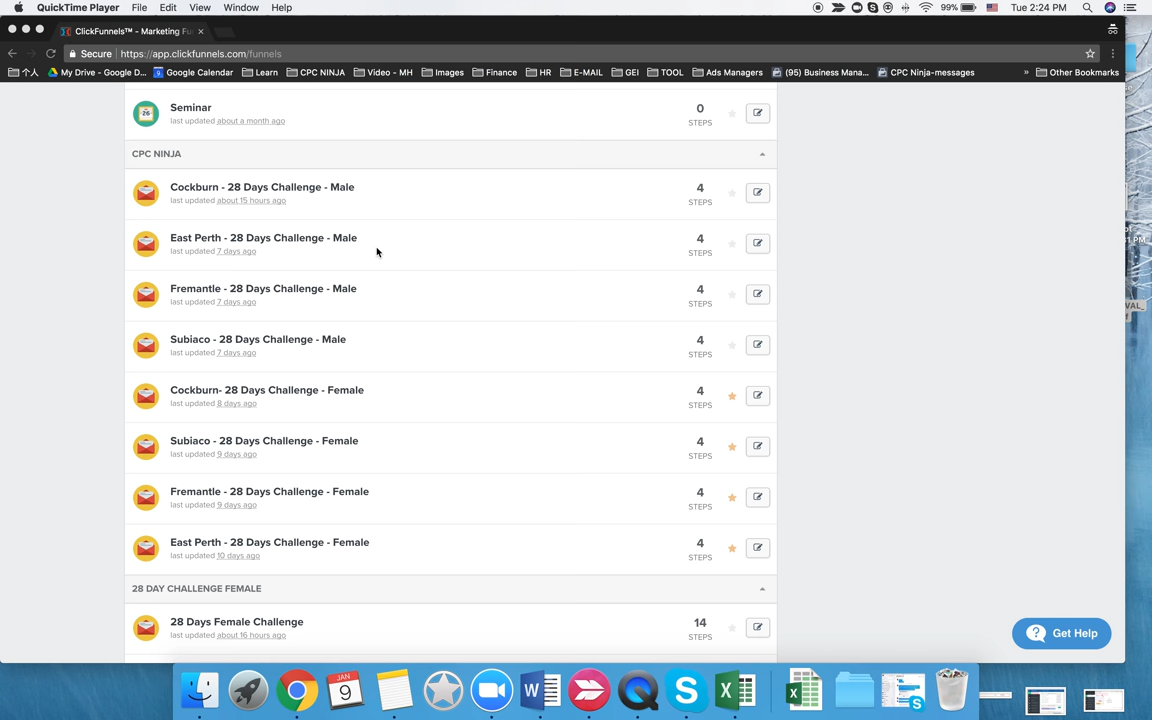 QuickTime Player File Edit View Window Help 99% Tue 2:24 PM
ClickFunnels™ - Marketing Fu
Secure https://app.clickfunnels.com/funnels
个人 My Drive - Google D... Google Calendar Learn CPC NINJA Video - MH Images Finance HR E-MAIL GEI TOOL Ads Managers (95) Business Mana... CPC Ninja-messages » Other Bookmarks
Seminar
last updated about a month ago
0
STEPS
CPC NINJA
Cockburn - 28 Days Challenge - Male
last updated about 15 hours ago
4
STEPS
East Perth - 28 Days Challenge - Male
last updated 7 days ago
4
STEPS
Fremantle - 28 Days Challenge - Male
last updated 7 days ago
4
STEPS
Subiaco - 28 Days Challenge - Male
last updated 7 days ago
4
STEPS
Cockburn- 28 Days Challenge - Female
last updated 8 days ago
4
STEPS
Subiaco - 28 Days Challenge - Female
last updated 9 days ago
4
STEPS
Fremantle - 28 Days Challenge - Female
last updated 9 days ago
4
STEPS
East Perth - 28 Days Challenge - Female
last updated 10 days ago
4
STEPS
28 DAY CHALLENGE FEMALE
28 Days Female Challenge
last updated about 16 hours ago
14
STEPS
Get Help
JAN
9